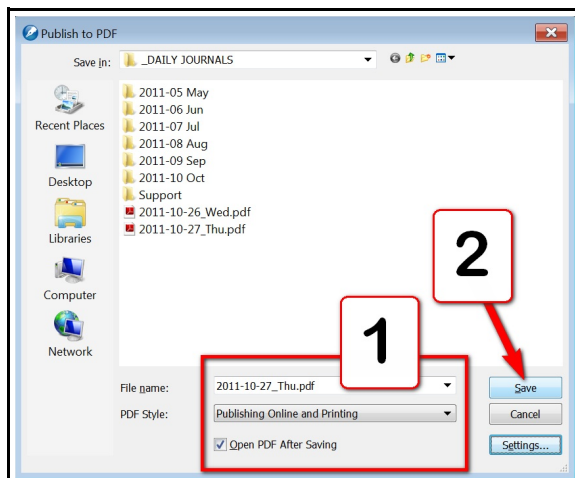 Publish to PDF
Save in: _DAILY JOURNALS
Recent Places
Desktop
Libraries
Computer
Network
2011-05 May
2011-06 Jun
2011-07 Jul
2011-08 Aug
2011-09 Sep
2011-10 Oct
Support
2011-10-26_Wed.pdf
2011-10-27_Thu.pdf
1
2
File name: 2011-10-27_Thu.pdf
Save
PDF Style: Publishing Online and Printing
Cancel
Open PDF After Saving
Settings...